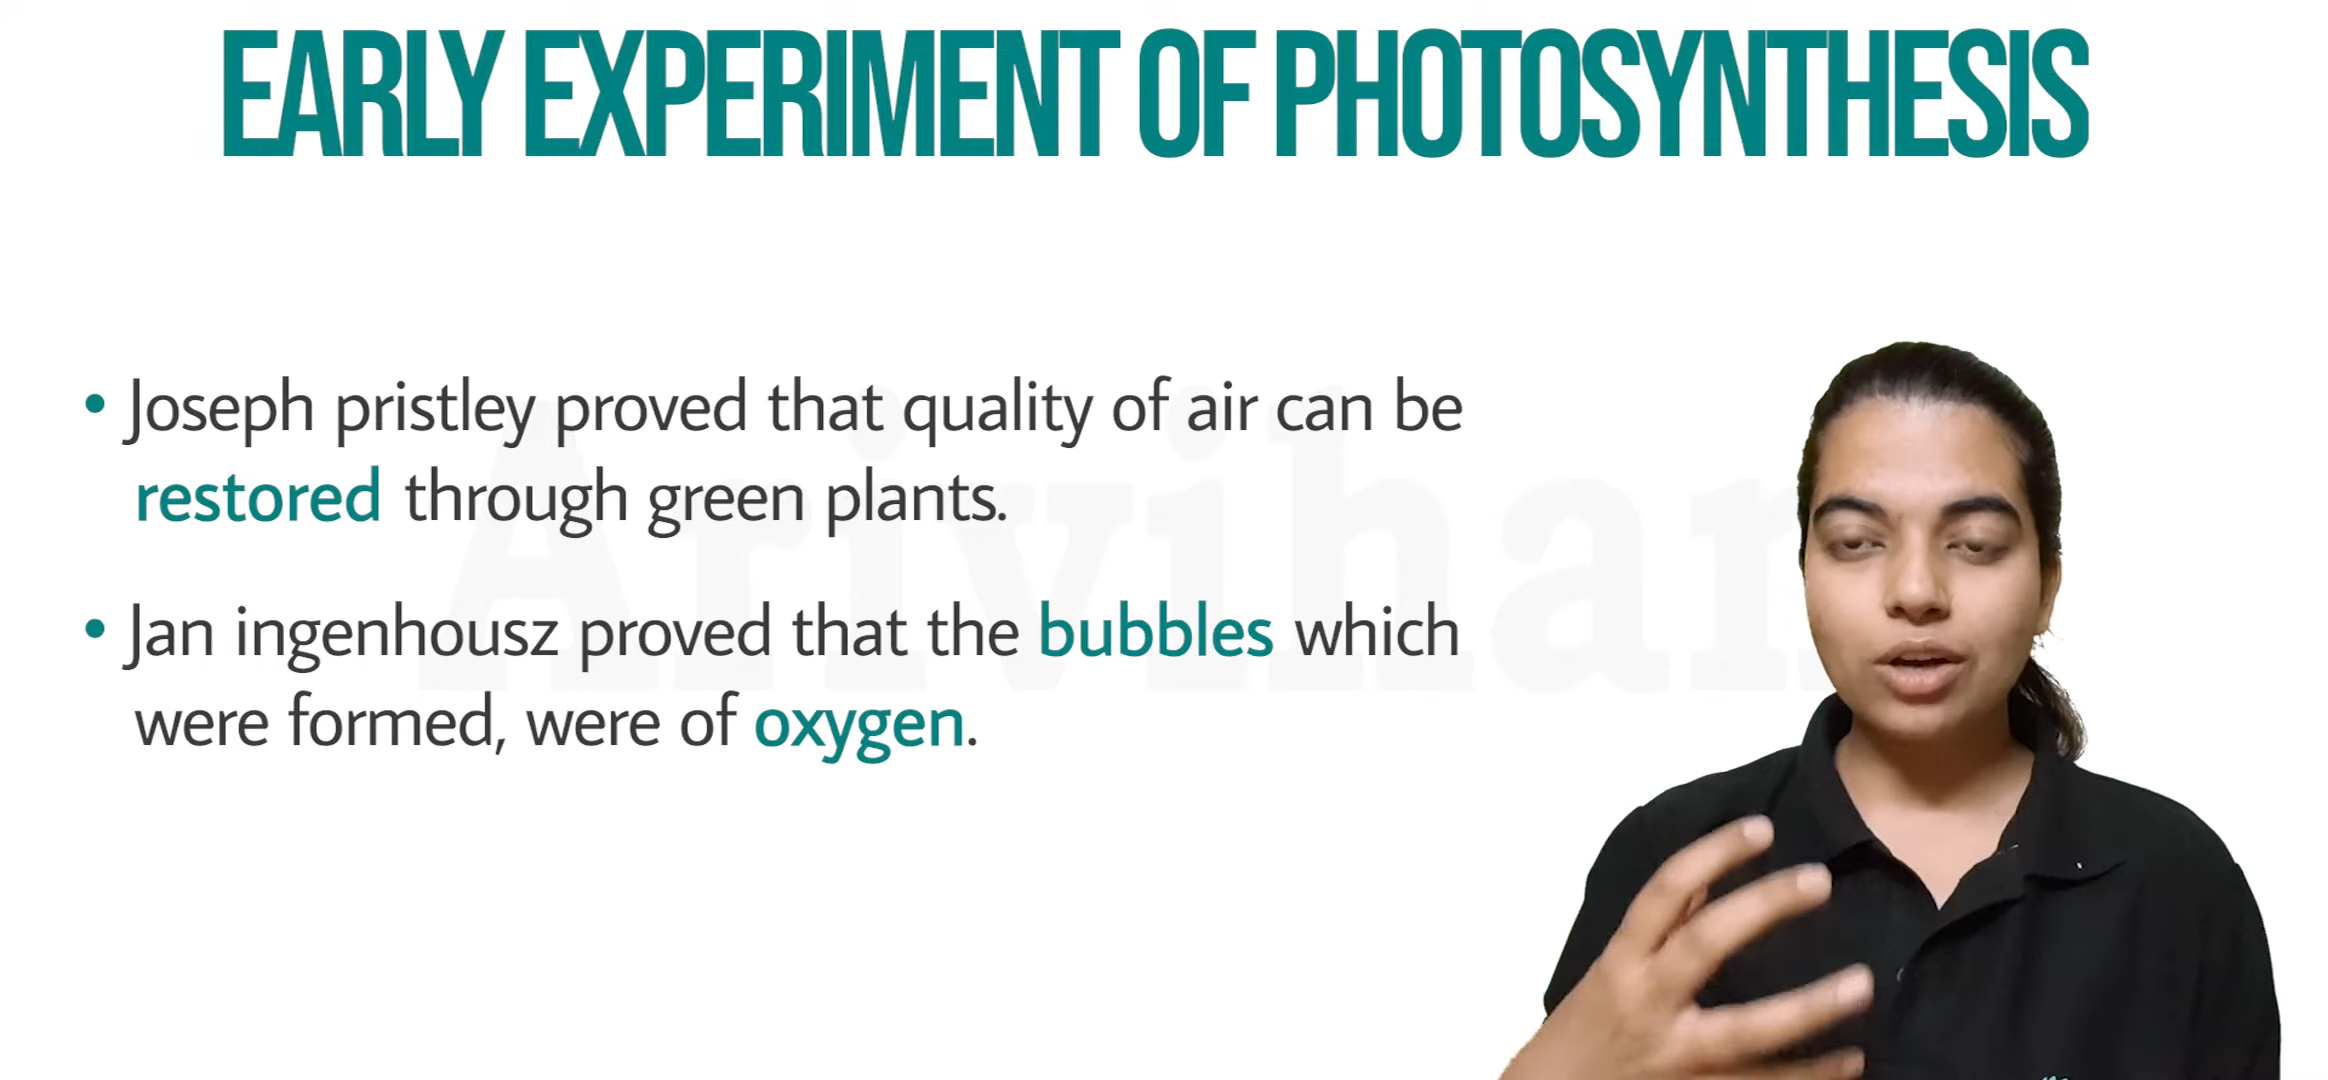 EARLY EXPERIMENT OF PHOTOSYNTHESIS
• Joseph pristley proved that quality of air can be
restored through green plants.
• Jan ingenhousz proved that the bubbles which
were formed, were of oxygen.
Arivihan